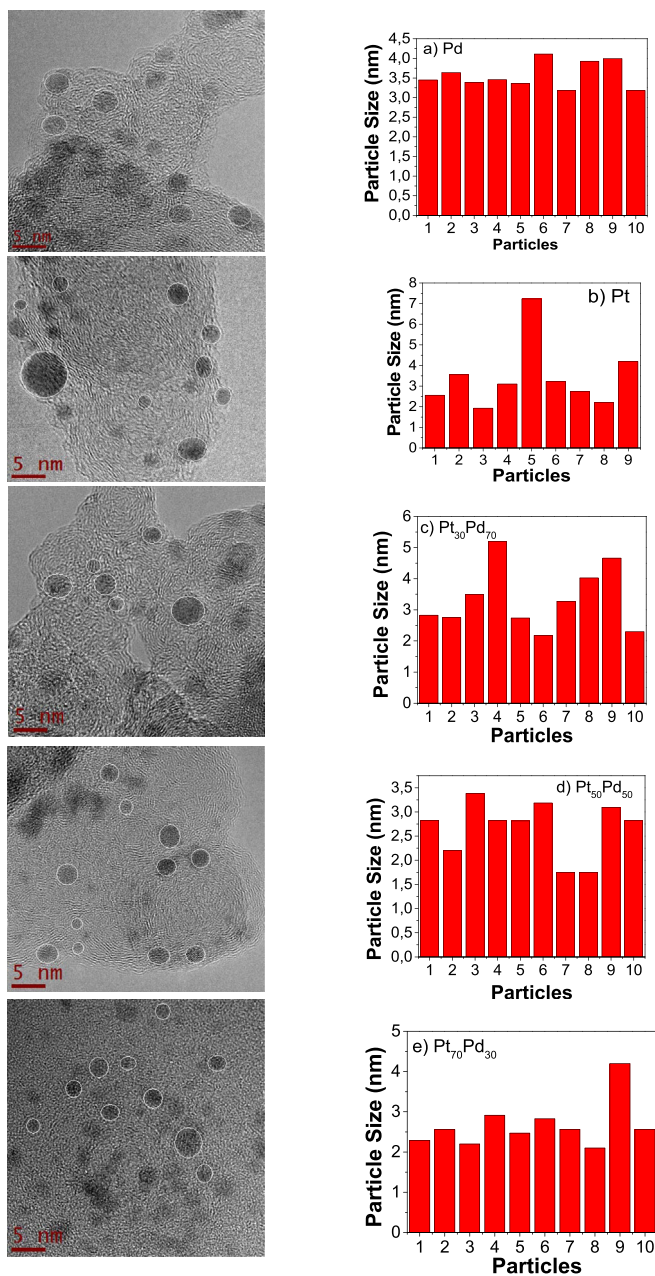 5 nm
a) Pd
Particle Size (nm)
4,5
4,0
3,5
3,0
2,5
2,0
1,5
1,0
0,5
0,0
1 2 3 4 5 6 7 8 9 10
Particles
5 nm
b) Pt
Particle Size (nm)
8
7
6
5
4
3
2
1
0
1 2 3 4 5 6 7 8 9
Particles
5 nm
c) Pt30Pd70
Particle Size (nm)
6
5
4
3
2
1
0
1 2 3 4 5 6 7 8 9 10
Particles
5 nm
d) Pt50Pd50
Particle Size (nm)
3,5
3,0
2,5
2,0
1,5
1,0
0,5
0,0
1 2 3 4 5 6 7 8 9 10
Particles
5 nm
e) Pt70Pd30
Particle Size (nm)
5
4
3
2
1
0
1 2 3 4 5 6 7 8 9 10
Particles